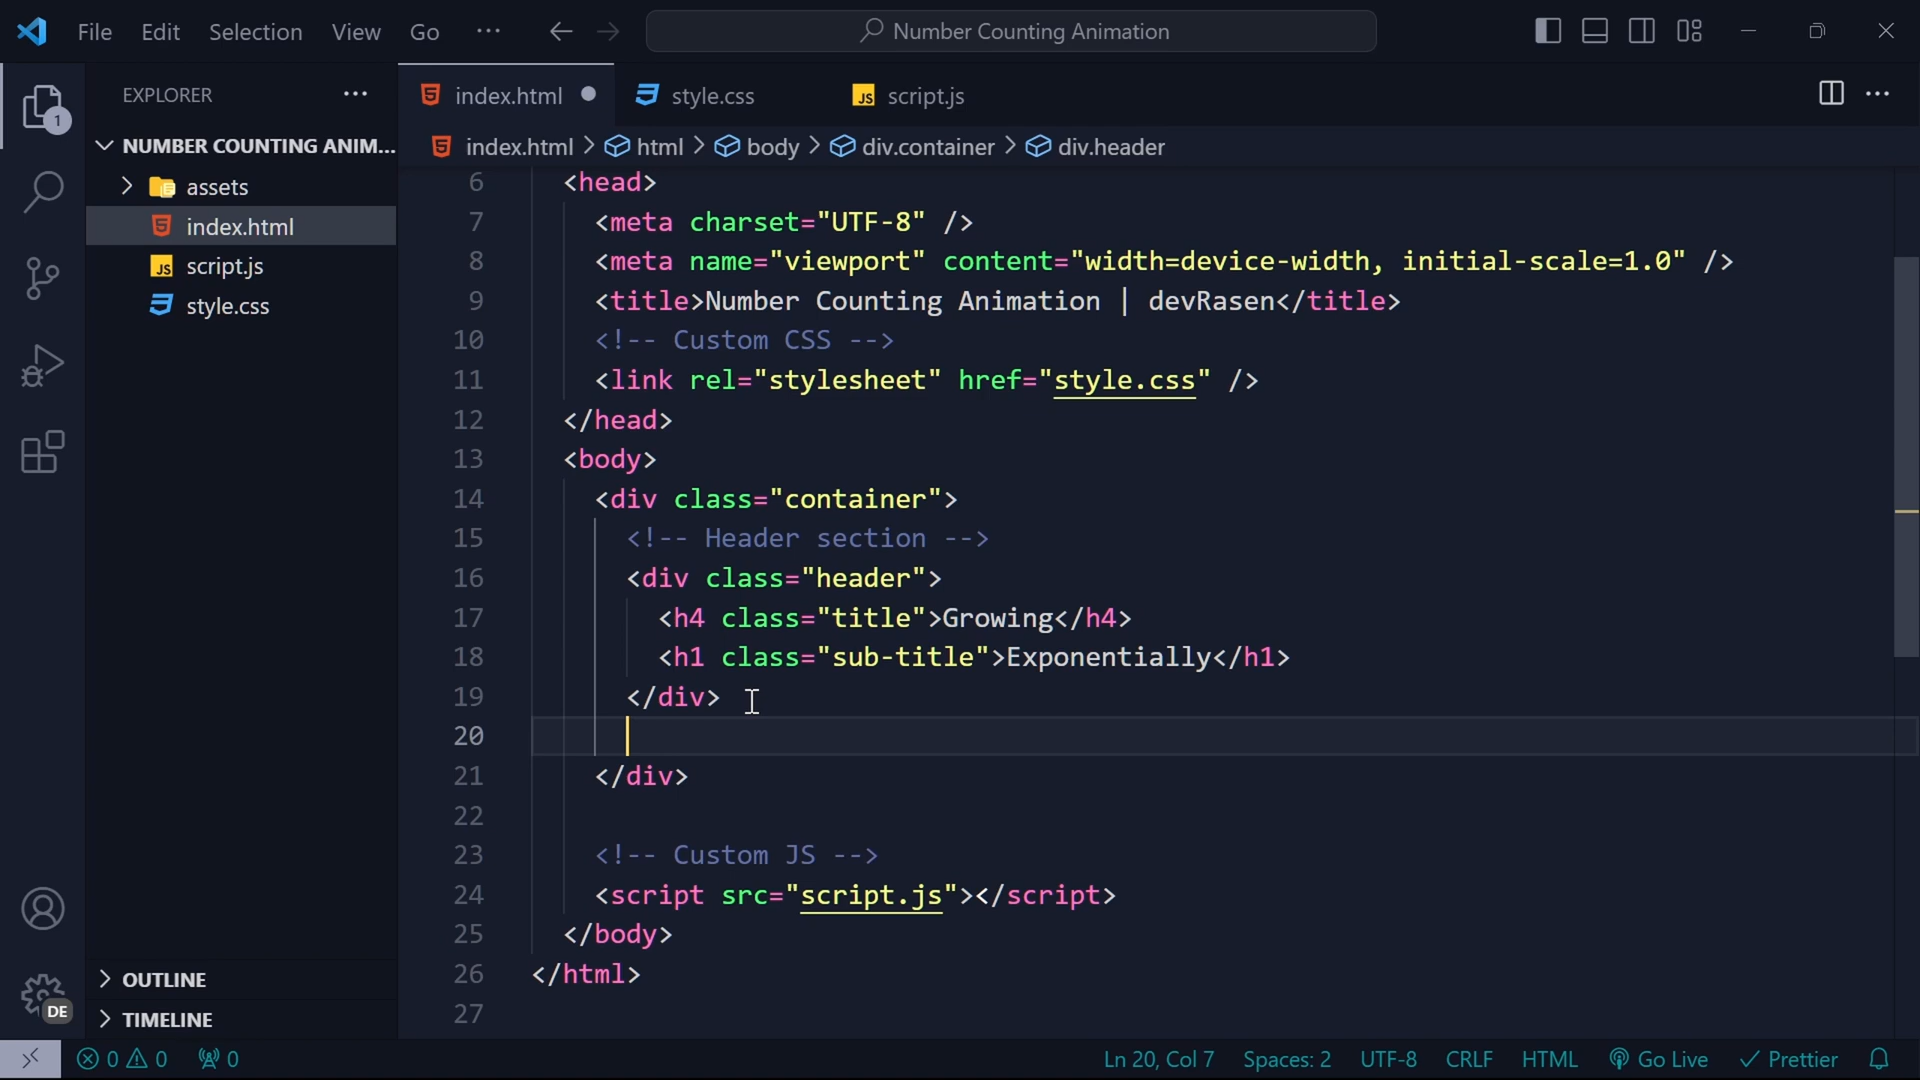 File Edit Selection View Go ··· Number Counting Animation
EXPLORER ···
1
NUMBER COUNTING ANIM...
assets
index.html
JS script.js
style.css
OUTLINE
TIMELINE
DE
index.html style.css JS script.js ···
index.html > html > body > div.container > div.header
6 <head>
7 <meta charset="UTF-8" />
8 <meta name="viewport" content="width=device-width, initial-scale=1.0" />
9 <title>Number Counting Animation | devRasen</title>
10 <!-- Custom CSS -->
11 <link rel="stylesheet" href="style.css" />
12 </head>
13 <body>
14 <div class="container">
15 <!-- Header section -->
16 <div class="header">
17 <h4 class="title">Growing</h4>
18 <h1 class="sub-title">Exponentially</h1>
19 </div>
20
21 </div>
22
23 <!-- Custom JS -->
24 <script src="script.js"></script>
25 </body>
26 </html>
27
0 0 0 Ln 20, Col 7 Spaces: 2 UTF-8 CRLF HTML Go Live Prettier